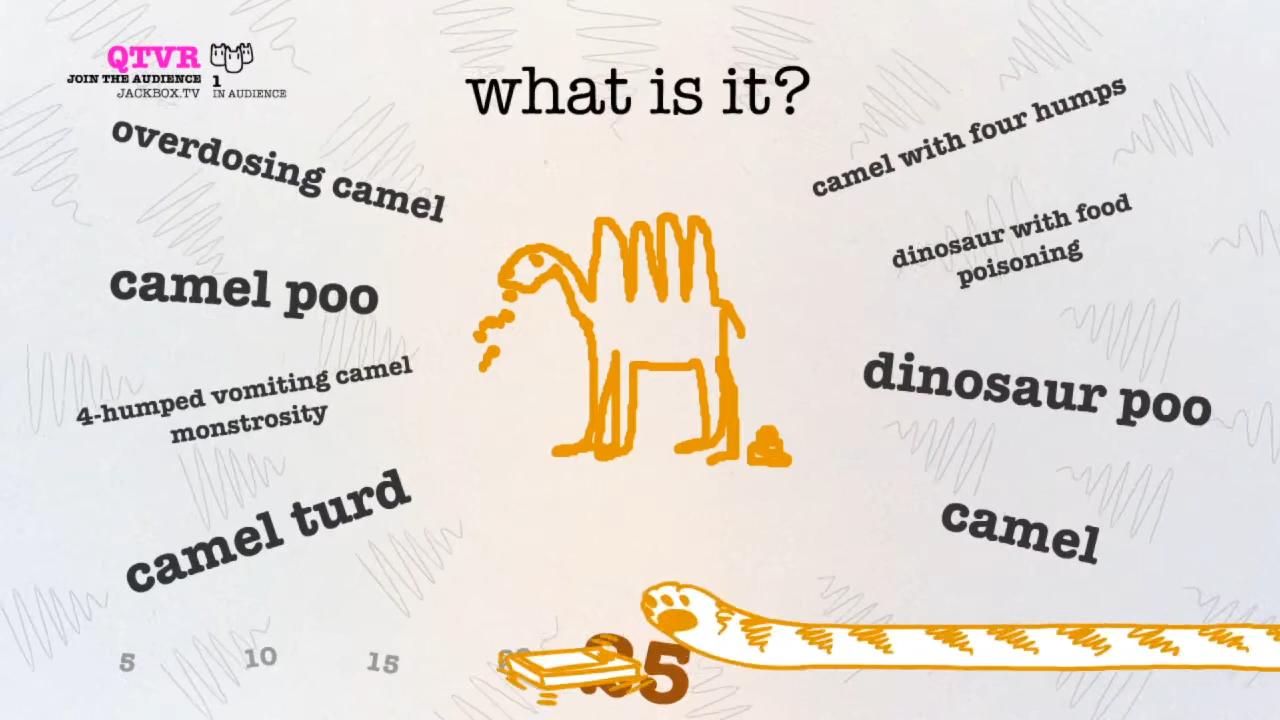 QTVR
JOIN THE AUDIENCE
JACKBOX.TV
1
IN AUDIENCE
what is it?
overdosing camel
camel poo
4-humped vomiting camel
monstrosity
camel turd
camel with four humps
dinosaur with food
poisoning
dinosaur poo
camel
5
10
15